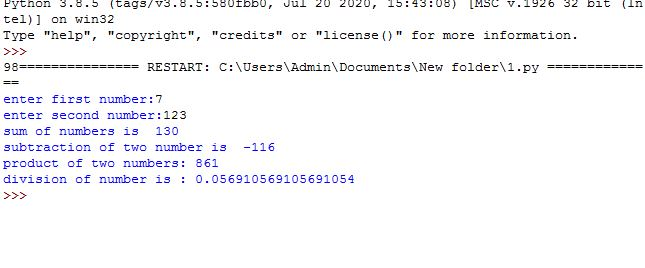 Python 3.8.5 (tags/v3.8.5:580fbb0, Jul 20 2020, 15:43:08) [MSC v.1926 32 bit (In
tel)] on win32
Type "help", "copyright", "credits" or "license()" for more information.
>>>
98=============== RESTART: C:\Users\Admin\Documents\New folder\1.py ============
==
enter first number:7
enter second number:123
sum of numbers is  130
subtraction of two number is  -116
product of two numbers: 861
division of number is : 0.056910569105691054
>>>